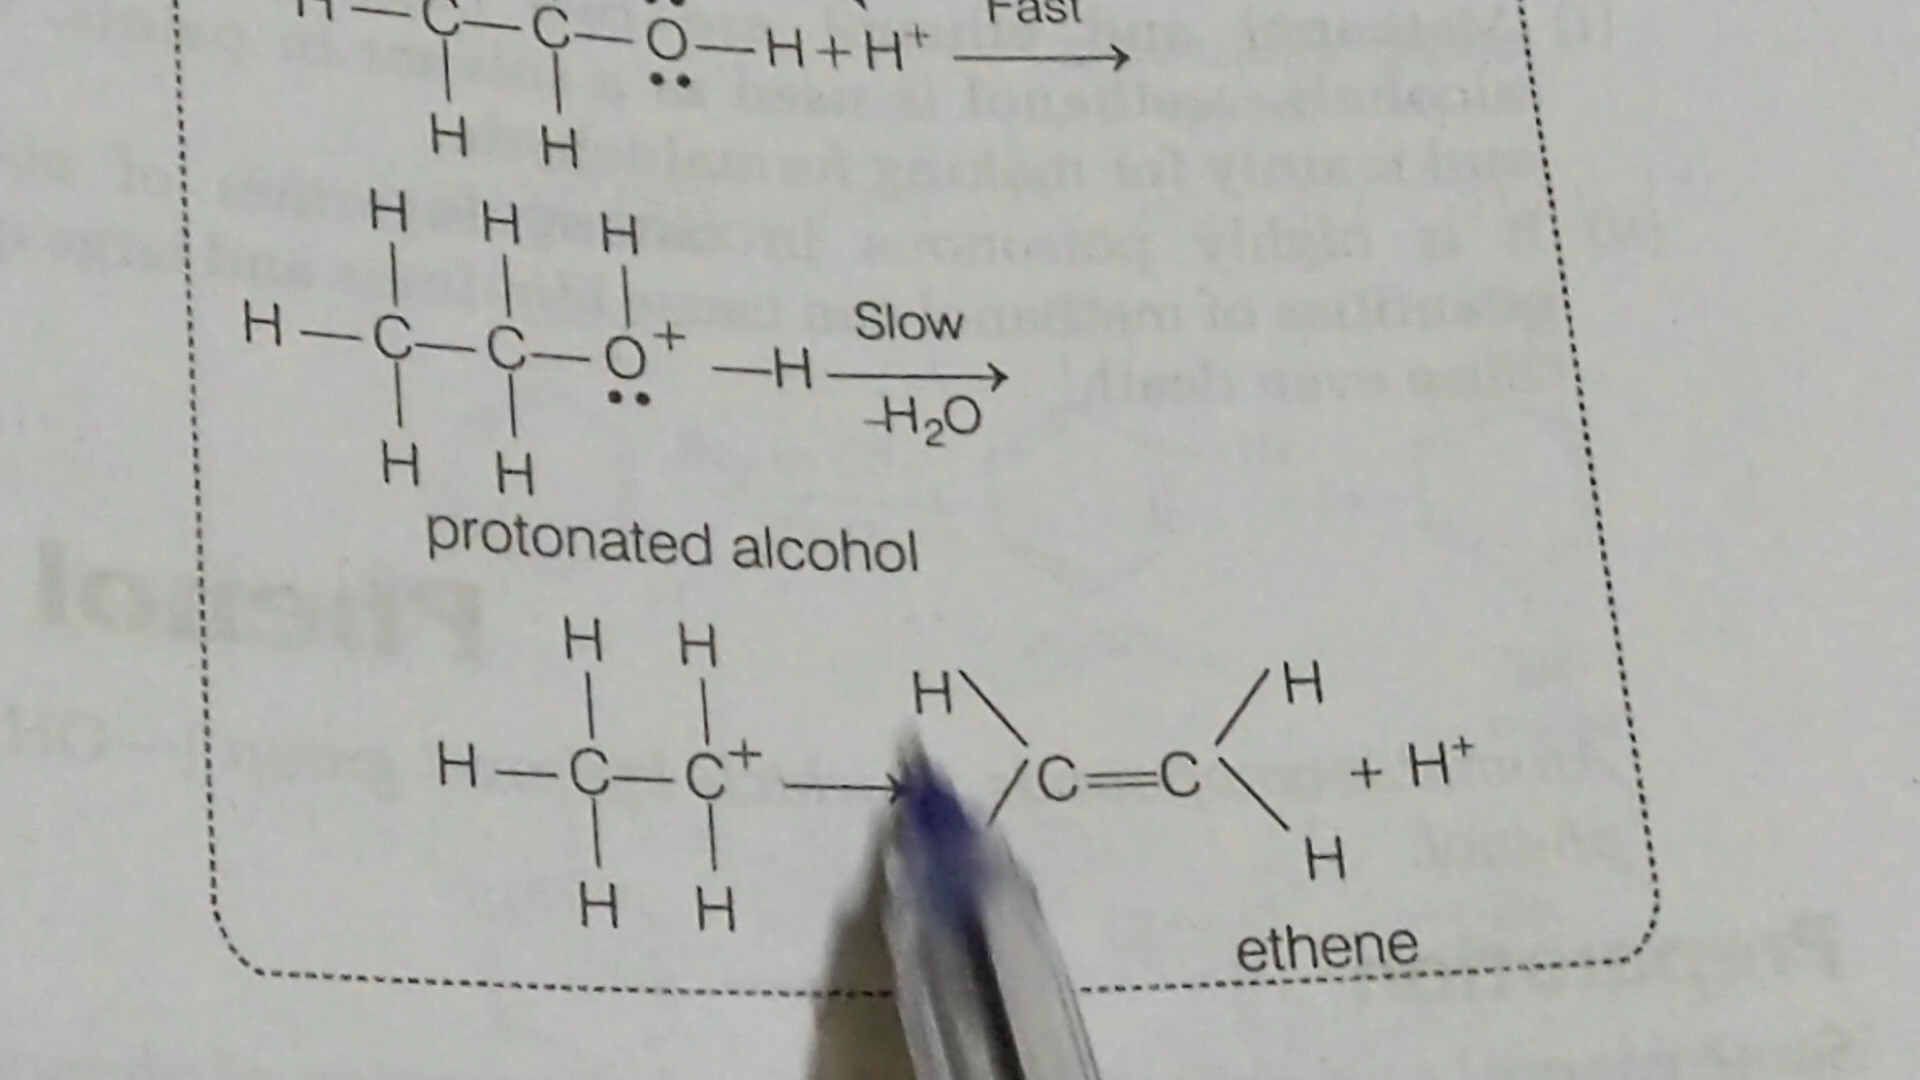 H—C—C—O—H+H⁺ Fast
H H
H H H
H—C—C—O⁺ —H Slow
-H₂O
H H
protonated alcohol
H H H H
H—C—C⁺ C=C + H⁺
H H H
ethene